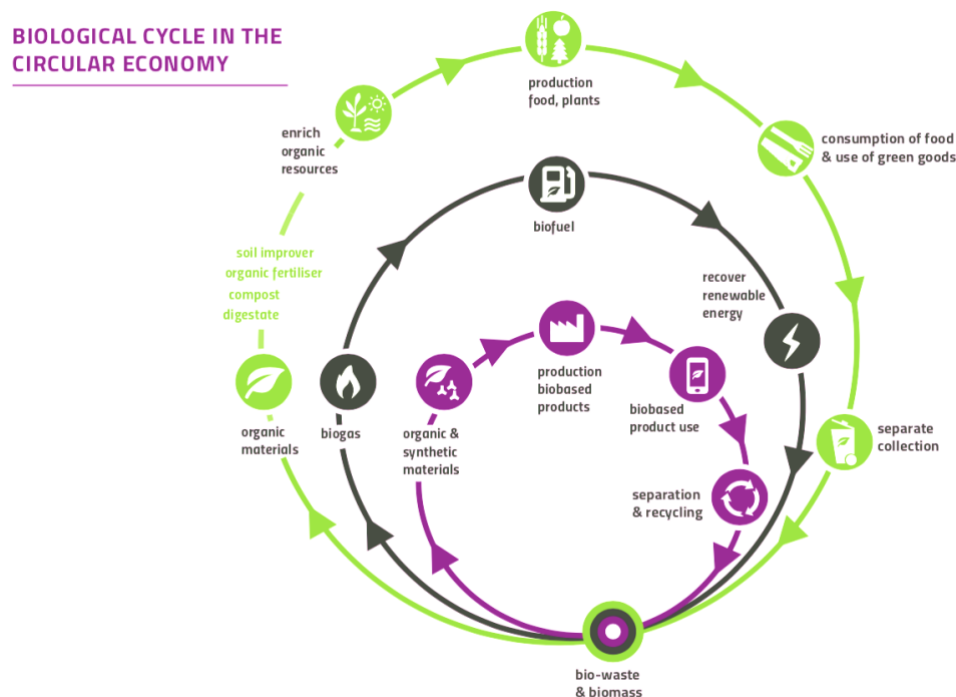 BIOLOGICAL CYCLE IN THE
CIRCULAR ECONOMY
production
food, plants
enrich
organic
resources
consumption of food
& use of green goods
biofuel
soil improver
organic fertiliser
compost
digestate
recover
renewable
energy
production
biobased
products
biobased
product use
organic
materials
biogas
organic &
synthetic
materials
separate
collection
separation
& recycling
bio-waste
& biomass